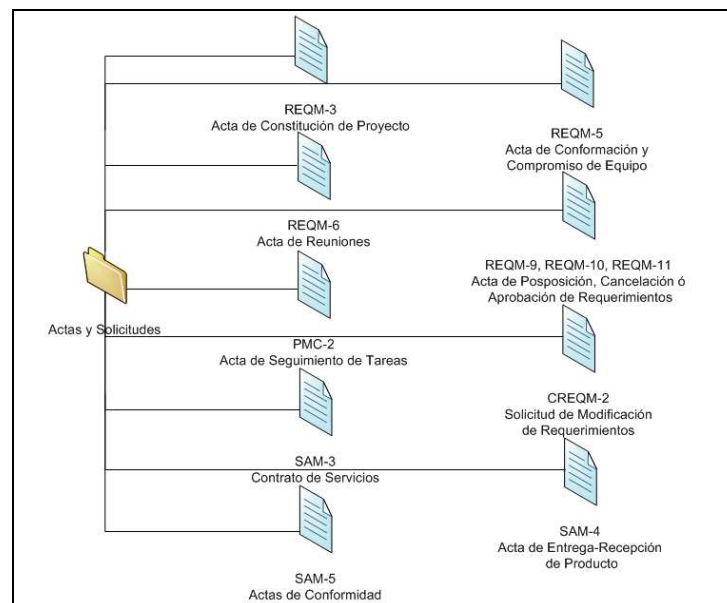 REQM-3
Acta de Constitución de Proyecto
REQM-5
Acta de Conformación y
Compromiso de Equipo
REQM-6
Acta de Reuniones
REQM-9, REQM-10, REQM-11
Acta de Posposición, Cancelación ó
Aprobación de Requerimientos
Actas y Solicitudes
PMC-2
Acta de Seguimiento de Tareas
CREQM-2
Solicitud de Modificación
de Requerimientos
SAM-3
Contrato de Servicios
SAM-4
Acta de Entrega-Recepción
de Producto
SAM-5
Actas de Conformidad